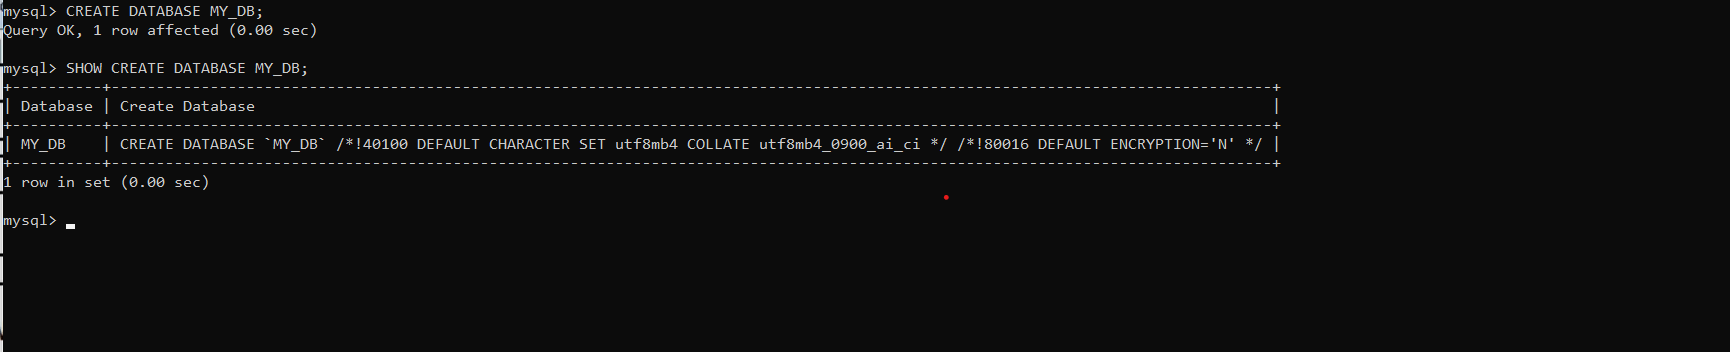 mysql> CREATE DATABASE MY_DB;
Query OK, 1 row affected (0.00 sec)
mysql> SHOW CREATE DATABASE MY_DB;
+----------+---------------------------------------------------------------------------------------------------------------------------------+
| Database | Create Database                                                                                                                 |
+----------+---------------------------------------------------------------------------------------------------------------------------------+
| MY_DB    | CREATE DATABASE `MY_DB` /*!40100 DEFAULT CHARACTER SET utf8mb4 COLLATE utf8mb4_0900_ai_ci */ /*!80016 DEFAULT ENCRYPTION='N' */ |
+----------+---------------------------------------------------------------------------------------------------------------------------------+
1 row in set (0.00 sec)
mysql>